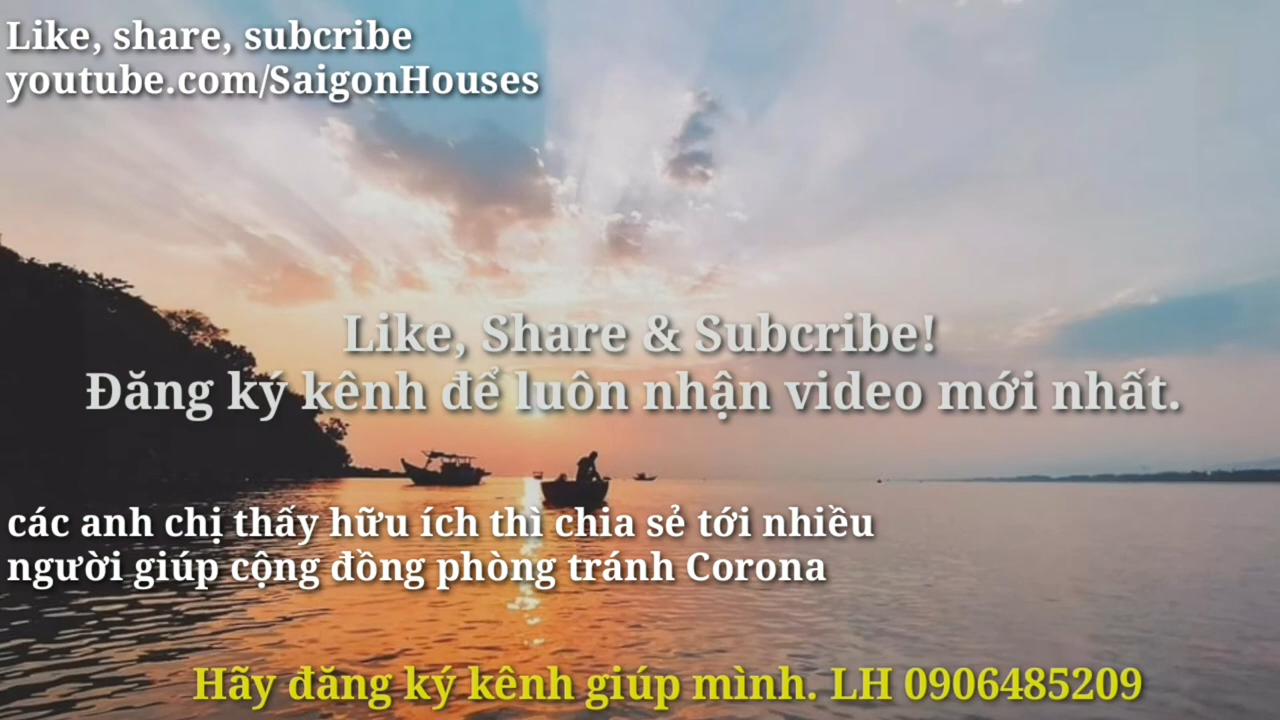 Like, share, subcribe
youtube.com/SaigonHouses
Like, Share & Subcribe!
Đăng ký kênh để luôn nhận video mới nhất.
các anh chị thấy hữu ích thì chia sẻ tới nhiều
người giúp cộng đồng phòng tránh Corona
Hãy đăng ký kênh giúp mình. LH 0906485209